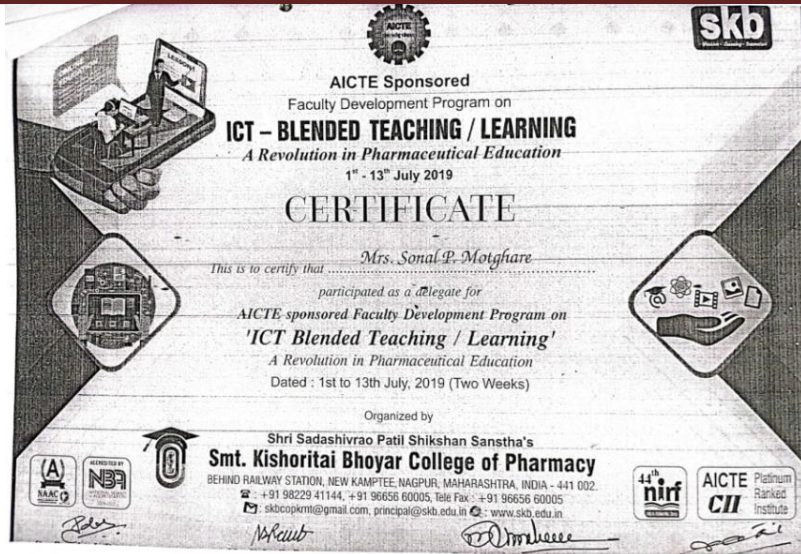 AICTE
skb
LESSONS
ONLINE
EDUCATION
AICTE Sponsored
Faculty Development Program on
ICT – BLENDED TEACHING / LEARNING
A Revolution in Pharmaceutical Education
1st - 13th July 2019
CERTIFICATE
This is to certify that Mrs. Sonal P. Motghare
participated as a delegate for
AICTE sponsored Faculty Development Program on
'ICT Blended Teaching / Learning'
A Revolution in Pharmaceutical Education
Dated : 1st to 13th July, 2019 (Two Weeks)
Organized by
Shri Sadashivrao Patil Shikshan Sanstha's
Smt. Kishoritai Bhoyar College of Pharmacy
BEHIND RAILWAY STATION, NEW KAMPTEE, NAGPUR, MAHARASHTRA, INDIA - 441 002.
: +91 98229 41144, +91 96656 60005, Tele Fax : +91 96656 60005
: skbcopkmt@gmail.com, principal@skb.edu.in : www.skb.edu.in
A
NAAC
ACCREDITED BY
NBA
44th
nirf
AICTE
CII
Platinum
Ranked
Institute